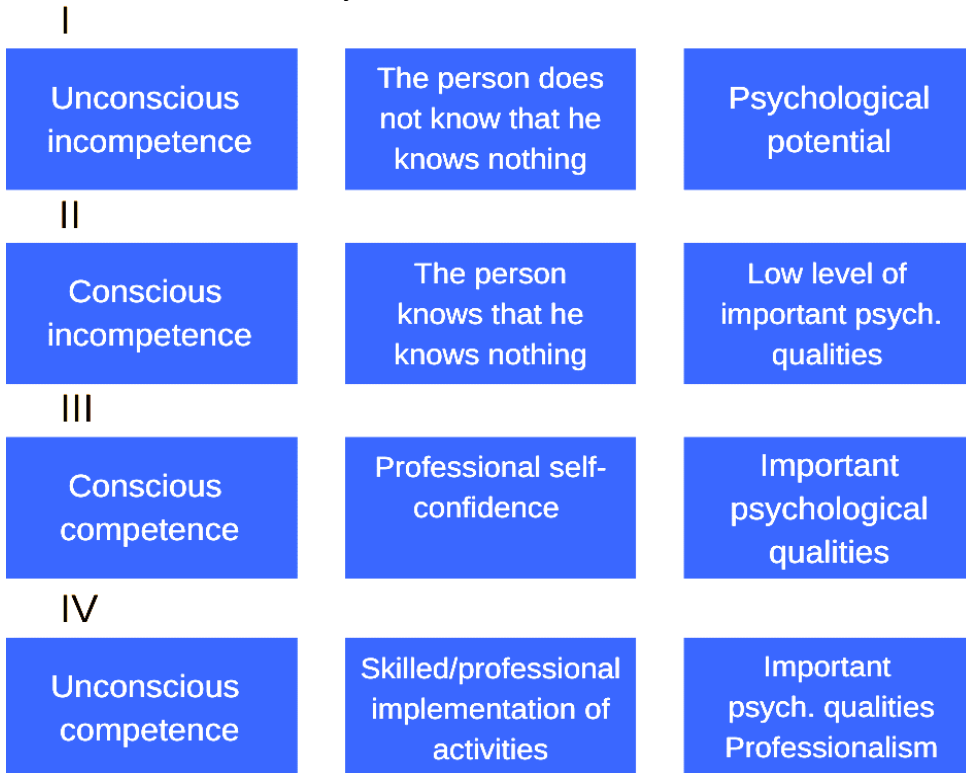 I
Unconscious
incompetence
The person does
not know that he
knows nothing
Psychological
potential
II
Conscious
incompetence
The person
knows that he
knows nothing
Low level of
important psych.
qualities
III
Conscious
competence
Professional self-
confidence
Important
psychological
qualities
IV
Unconscious
competence
Skilled/professional
implementation of
activities
Important
psych. qualities
Professionalism